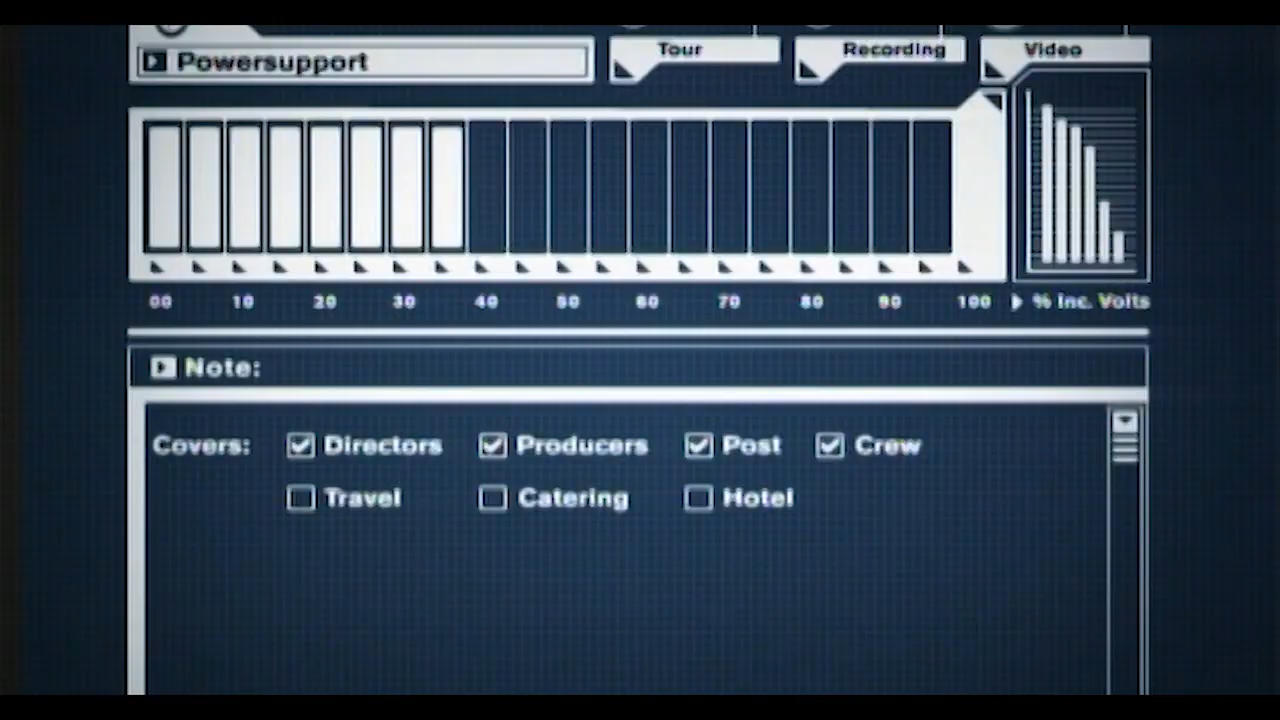 Powersupport
Tour
Recording
Video
00 10 20 30 40 50 60 70 80 90 100 % Inc. Volts
Note:
Covers: Directors Producers Post Crew
Travel Catering Hotel